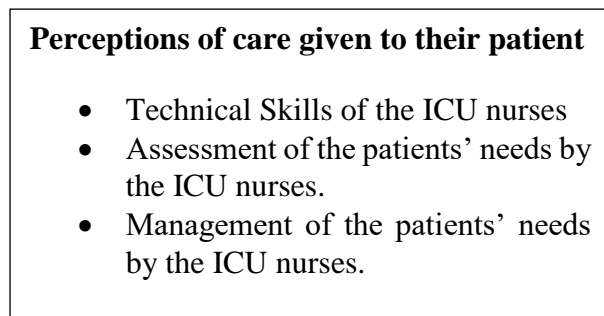 Perceptions of care given to their patient
• Technical Skills of the ICU nurses
• Assessment of the patients’ needs by
the ICU nurses.
• Management of the patients’ needs
by the ICU nurses.